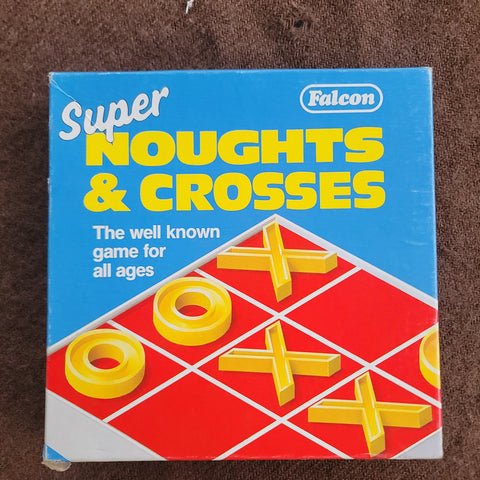 Falcon
Super
NOUGHTS
& CROSSES
The well known
game for
all ages